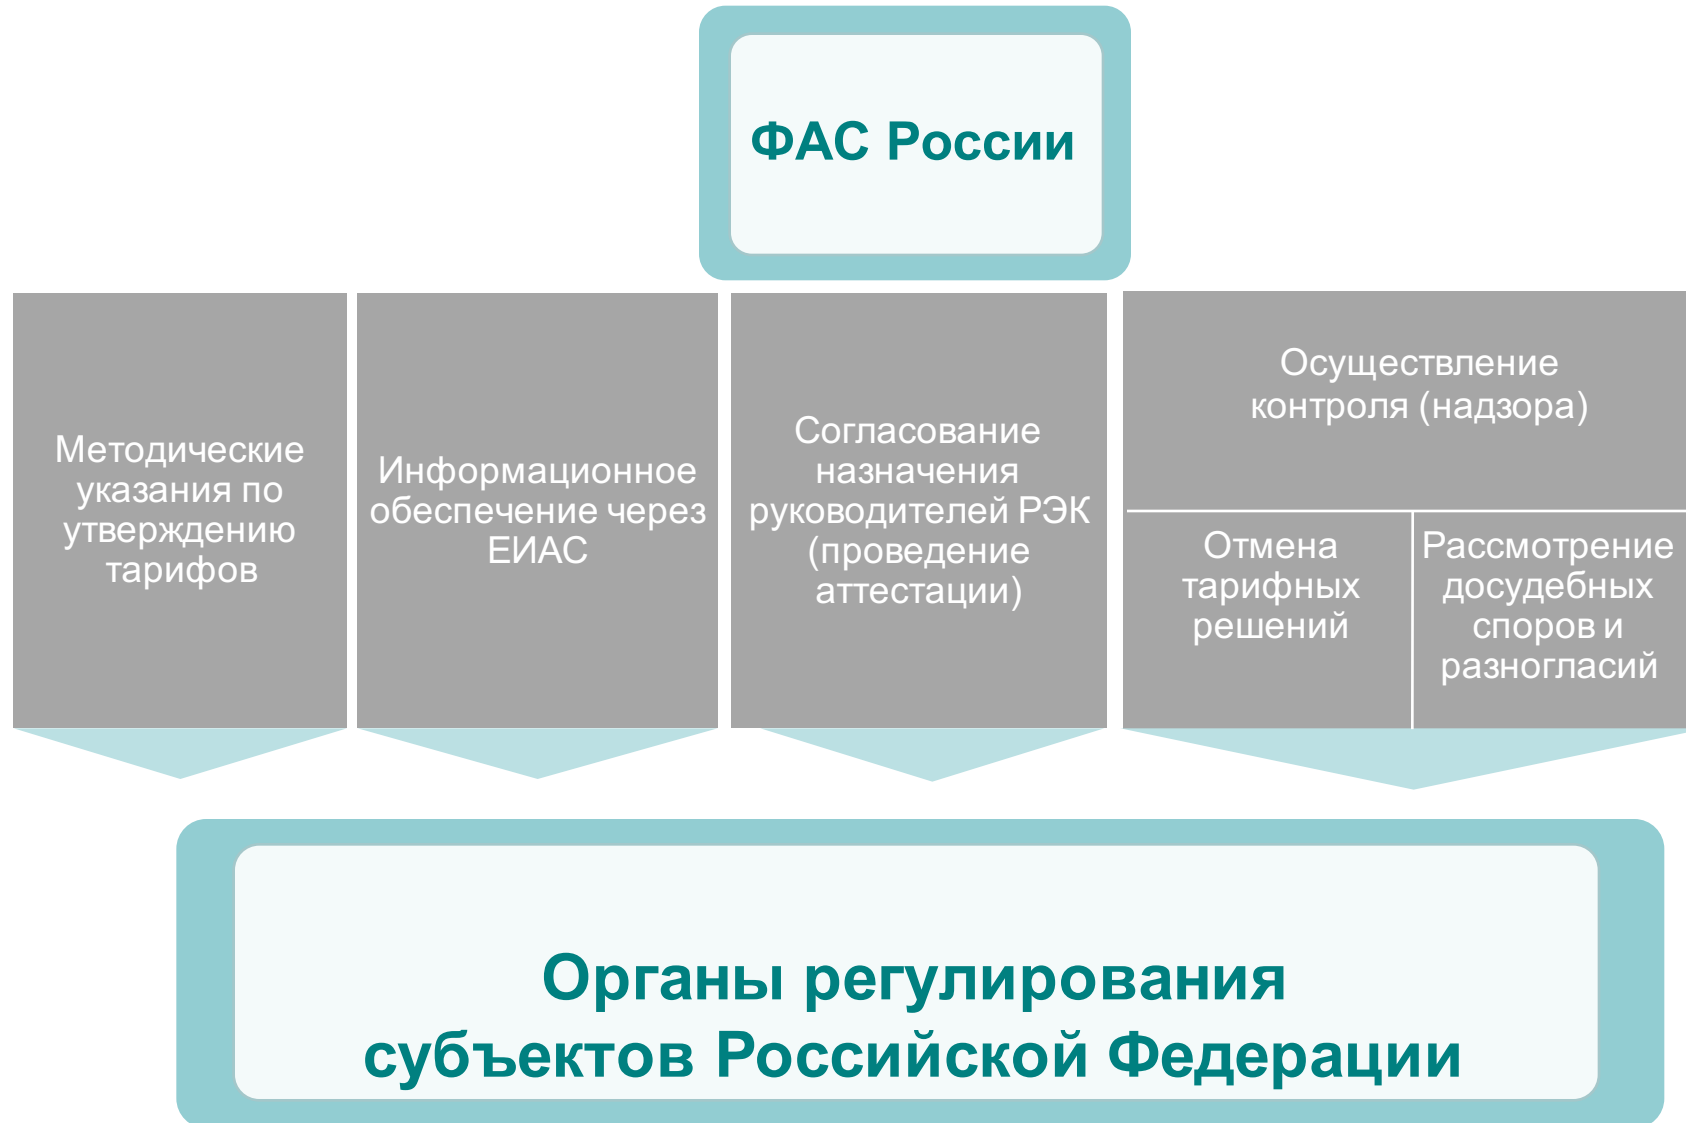 ФАС России
Методические
указания по
утверждению
тарифов
Информационное
обеспечение через
ЕИАС
Согласование
назначения
руководителей РЭК
(проведение
аттестации)
Осуществление
контроля (надзора)
Отмена
тарифных
решений
Рассмотрение
досудебных
споров и
разногласий
Органы регулирования
субъектов Российской Федерации